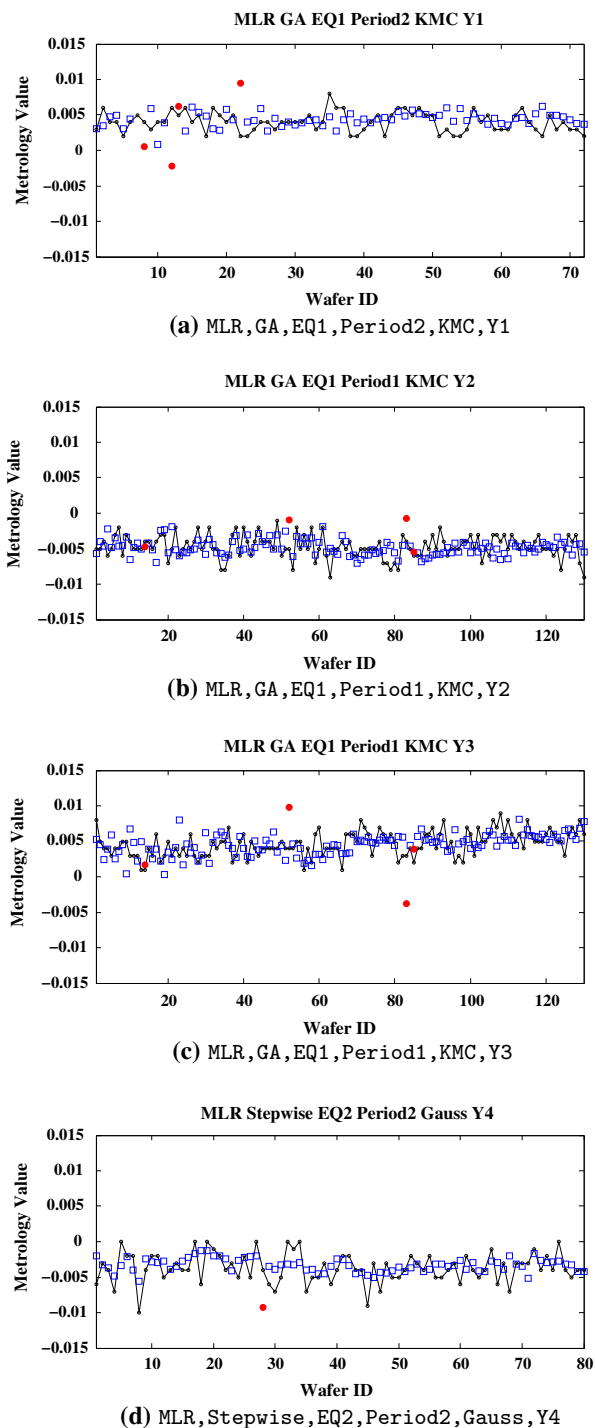 MLR GA EQ1 Period2 KMC Y1
0.015
0.01
0.005
0
−0.005
−0.01
−0.015
Metrology Value
10 20 30 40 50 60 70
Wafer ID
(a) MLR,GA,EQ1,Period2,KMC,Y1
MLR GA EQ1 Period1 KMC Y2
0.015
0.01
0.005
0
−0.005
−0.01
−0.015
Metrology Value
20 40 60 80 100 120
Wafer ID
(b) MLR,GA,EQ1,Period1,KMC,Y2
MLR GA EQ1 Period1 KMC Y3
0.015
0.01
0.005
0
−0.005
−0.01
−0.015
Metrology Value
20 40 60 80 100 120
Wafer ID
(c) MLR,GA,EQ1,Period1,KMC,Y3
MLR Stepwise EQ2 Period2 Gauss Y4
0.015
0.01
0.005
0
−0.005
−0.01
−0.015
Metrology Value
10 20 30 40 50 60 70 80
Wafer ID
(d) MLR,Stepwise,EQ2,Period2,Gauss,Y4